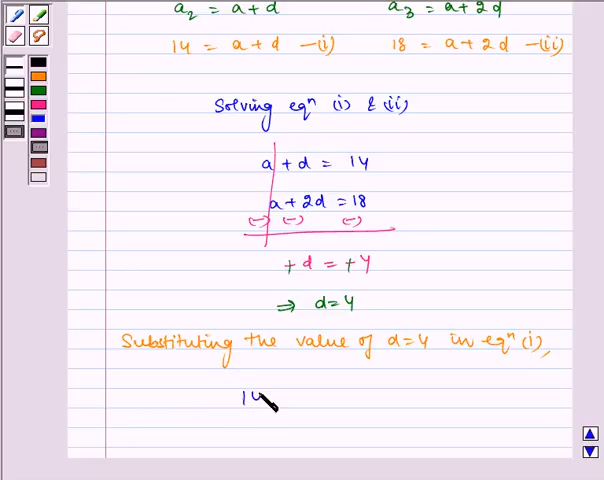 a₂ = a + d a₃ = a + 2d
14 = a + d —(i) 18 = a + 2d —(ii)
Solving eqⁿ (i) & (ii)
a + d = 14
a + 2d = 18
(−) (−) (−)
+ d = + 4
⇒ d = 4
Substituting the value of d = 4 in eqⁿ (i),
14